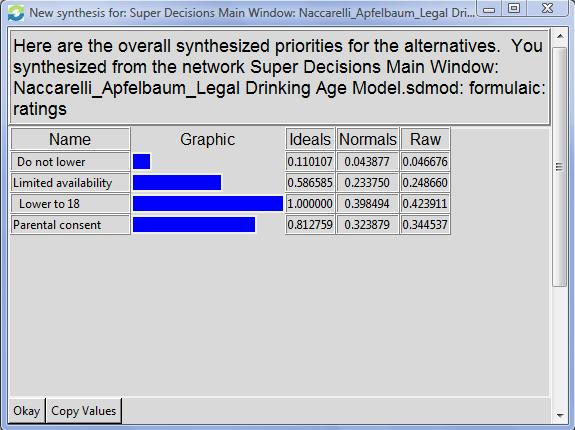 New synthesis for: Super Decisions Main Window: Naccarelli_Apfelbaum_Legal Dri...
Here are the overall synthesized priorities for the alternatives. You
synthesized from the network Super Decisions Main Window:
Naccarelli_Apfelbaum_Legal Drinking Age Model.sdmod: formulaic:
ratings
Name Graphic Ideals Normals Raw
Do not lower 0.110107 0.043877 0.046676
Limited availability 0.586585 0.233750 0.248660
Lower to 18 1.000000 0.398494 0.423911
Parental consent 0.812759 0.323879 0.344537
Okay Copy Values